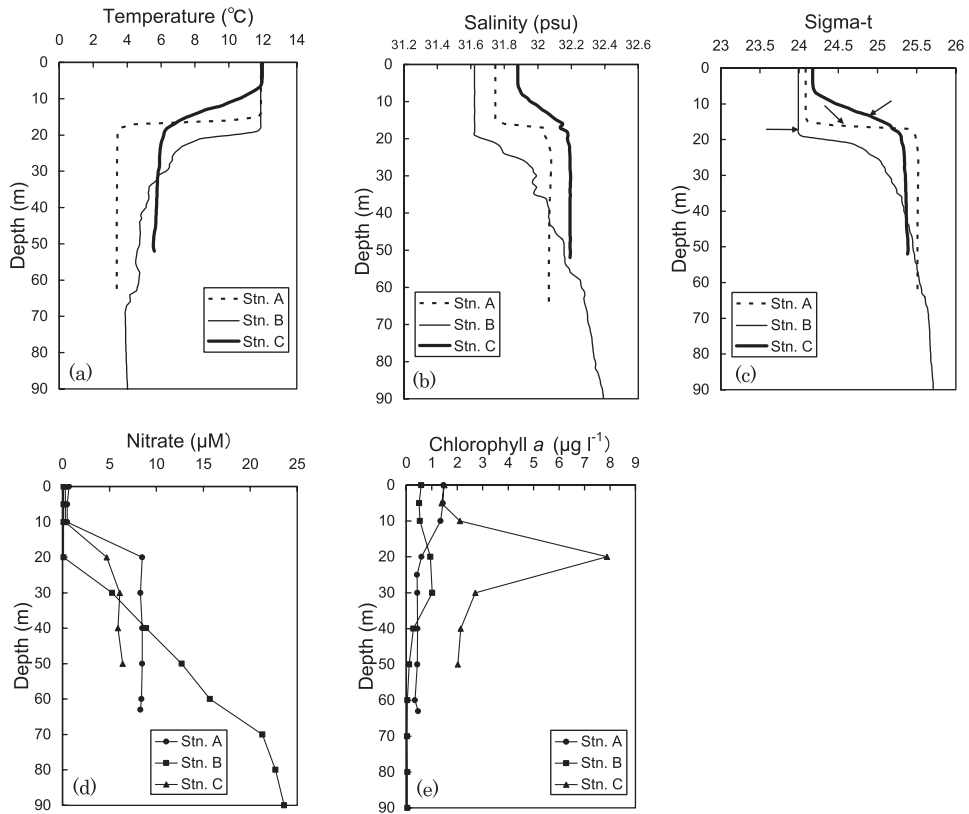 Temperature (℃)
0 2 4 6 8 10 12 14
0
10
20
30
40
50
60
70
80
90
Depth (m)
Stn. A
Stn. B
Stn. C
(a)
Salinity (psu)
31.2 31.4 31.6 31.8 32 32.2 32.4 32.6
0
10
20
30
40
50
60
70
80
90
Depth (m)
Stn. A
Stn. B
Stn. C
(b)
Sigma-t
23 23.5 24 24.5 25 25.5 26
0
10
20
30
40
50
60
70
80
90
Depth (m)
Stn. A
Stn. B
Stn. C
(c)
Nitrate (μM)
0 5 10 15 20 25
0
10
20
30
40
50
60
70
80
90
Depth (m)
Stn. A
Stn. B
Stn. C
(d)
Chlorophyll a (μg l⁻¹)
0 1 2 3 4 5 6 7 8 9
0
10
20
30
40
50
60
70
80
90
Depth (m)
Stn. A
Stn. B
Stn. C
(e)